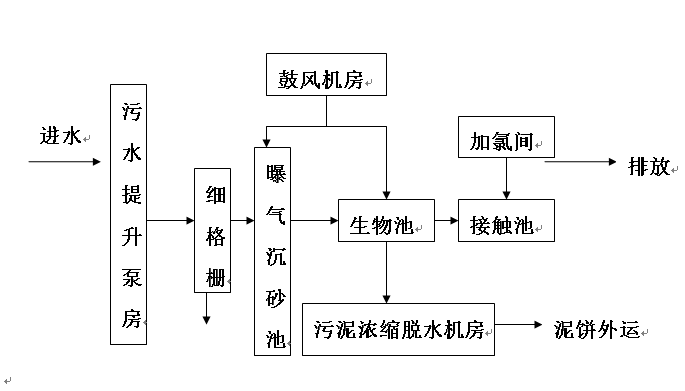 鼓风机房
进水
污水提升泵房
加氯间
排放
细格栅
曝气沉砂池
生物池
接触池
污泥浓缩脱水机房
泥饼外运